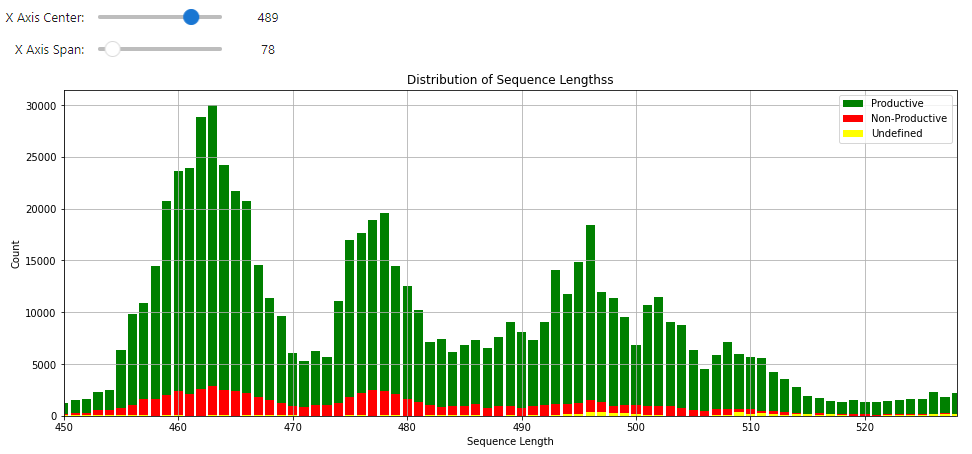 X Axis Center: 489
X Axis Span: 78
Distribution of Sequence Lengthss
30000
25000
20000
15000
10000
5000
0
Count
Productive
Non-Productive
Undefined
450 460 470 480 490 500 510 520
Sequence Length